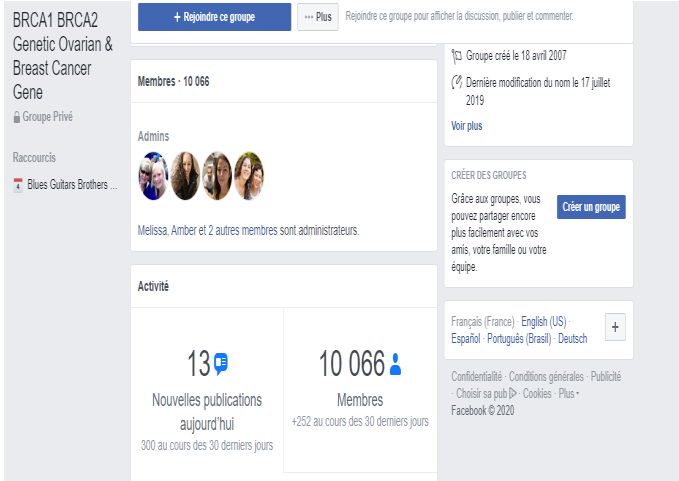 BRCA1 BRCA2
Genetic Ovarian &
Breast Cancer
Gene
Groupe Privé
Raccourcis
4
Blues Guitars Brothers ...
+ Rejoindre ce groupe
••• Plus
Rejoindre ce groupe pour afficher la discussion, publier et commenter.
Membres · 10 066
Admins
Melissa, Amber et 2 autres membres sont administrateurs.
Activité
13
Nouvelles publications
aujourd'hui
300 au cours des 30 derniers jours
10 066
Membres
+252 au cours des 30 derniers jours
Groupe créé le 18 avril 2007
Dernière modification du nom le 17 juillet
2019
Voir plus
CRÉER DES GROUPES
Grâce aux groupes, vous
pouvez partager encore
plus facilement avec vos
amis, votre famille ou votre
équipe.
Créer un groupe
Français (France) · English (US) ·
Español · Português (Brasil) · Deutsch
+
Confidentialité · Conditions générales · Publicité
· Choisir sa pub · Cookies · Plus
Facebook © 2020